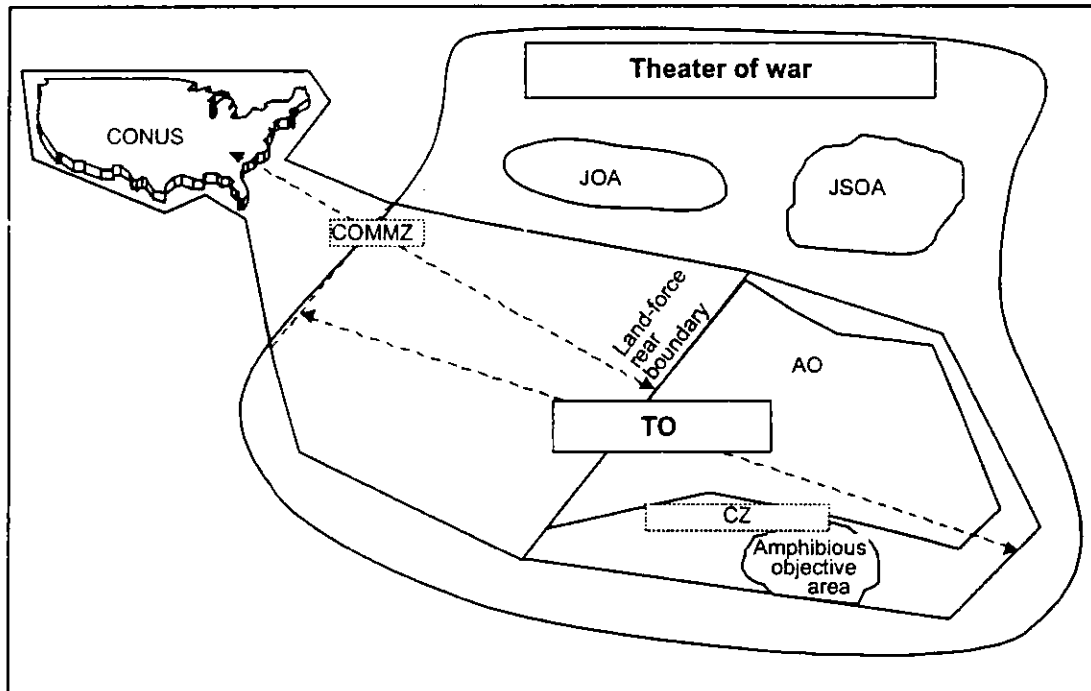 Theater of war
CONUS
JOA
JSOA
COMMZ
Land-force
rear
boundary
AO
TO
CZ
Amphibious
objective
area